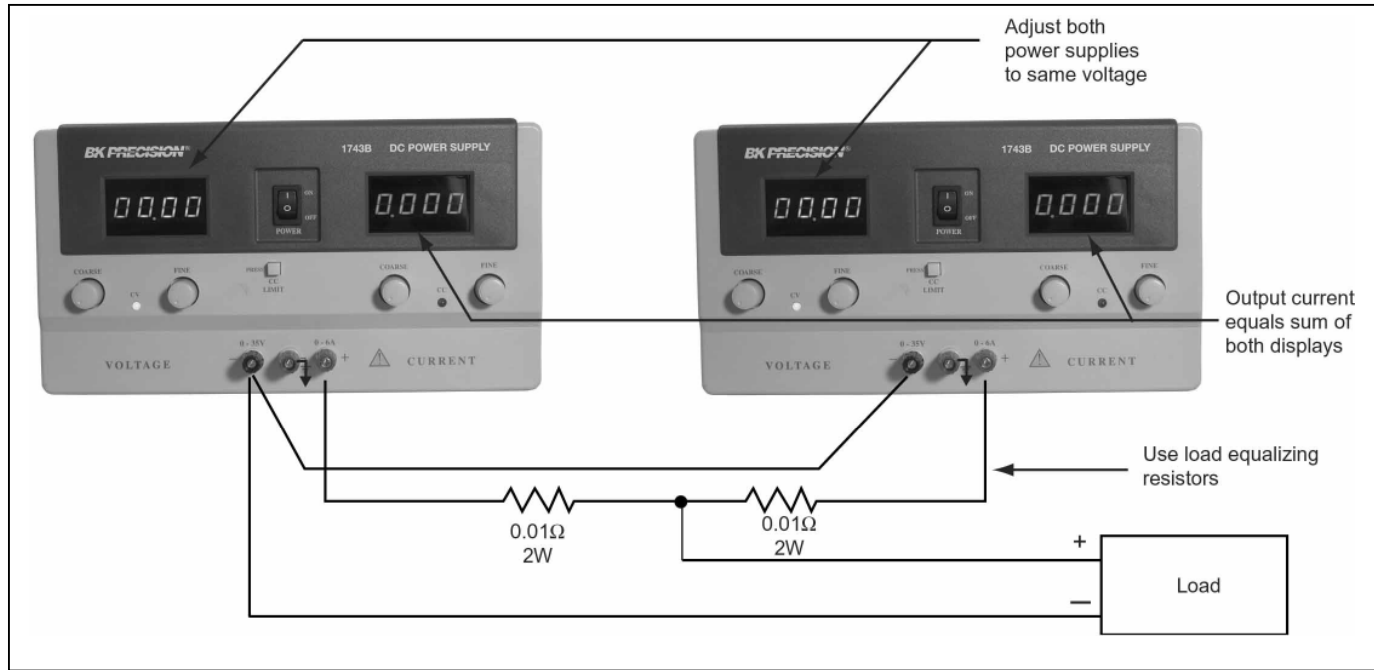 Adjust both
power supplies
to same voltage
BK PRECISION®
1743B DC POWER SUPPLY
00.00
ON
OFF
POWER
0.000
COARSE
FINE
PRESS
CC
LIMIT
COARSE
FINE
CV
CC
VOLTAGE
−
0 - 35V
0 - 6A
+
CURRENT
BK PRECISION®
1743B DC POWER SUPPLY
00.00
ON
OFF
POWER
0.000
COARSE
FINE
PRESS
CC
LIMIT
COARSE
FINE
CV
CC
VOLTAGE
−
0 - 35V
0 - 6A
+
CURRENT
Output current
equals sum of
both displays
Use load equalizing
resistors
0.01Ω
2W
0.01Ω
2W
+
−
Load